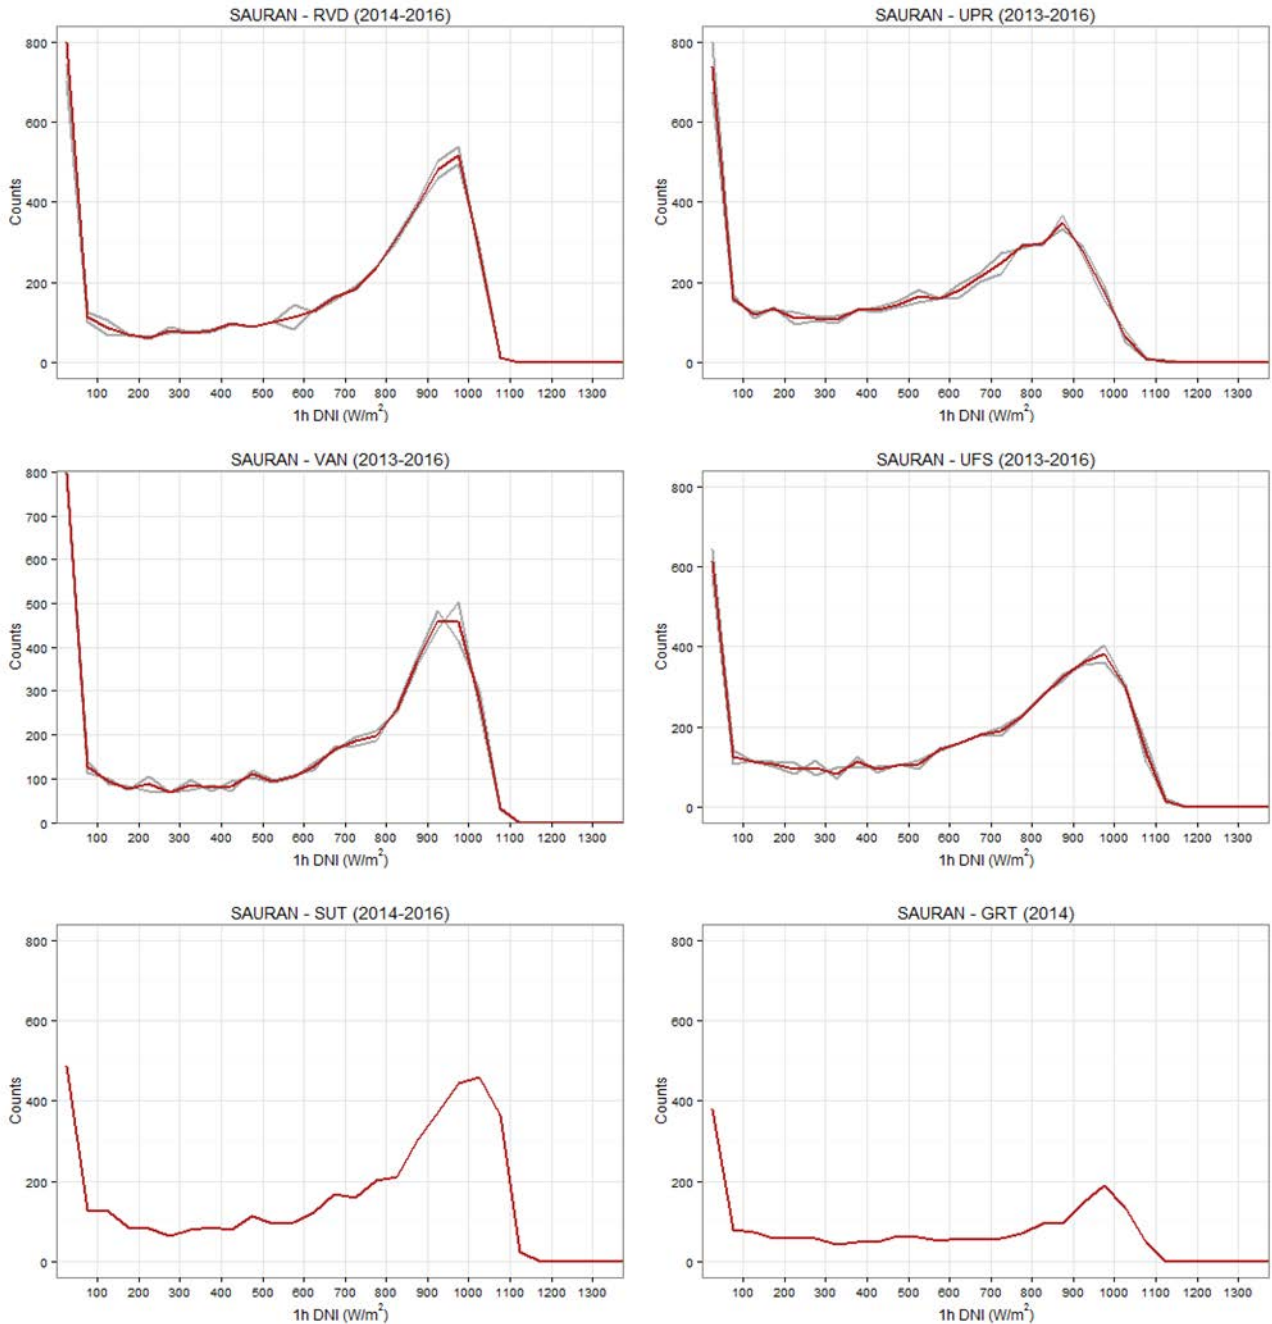 SAURAN - RVD (2014-2016)
800
600
400
200
0
Counts
100 200 300 400 500 600 700 800 900 1000 1100 1200 1300
1h DNI (W/m²)
SAURAN - UPR (2013-2016)
800
600
400
200
0
Counts
100 200 300 400 500 600 700 800 900 1000 1100 1200 1300
1h DNI (W/m²)
SAURAN - VAN (2013-2016)
800
700
600
500
400
300
200
100
0
Counts
100 200 300 400 500 600 700 800 900 1000 1100 1200 1300
1h DNI (W/m²)
SAURAN - UFS (2013-2016)
800
600
400
200
0
Counts
100 200 300 400 500 600 700 800 900 1000 1100 1200 1300
1h DNI (W/m²)
SAURAN - SUT (2014-2016)
800
600
400
200
0
Counts
100 200 300 400 500 600 700 800 900 1000 1100 1200 1300
1h DNI (W/m²)
SAURAN - GRT (2014)
800
600
400
200
0
Counts
100 200 300 400 500 600 700 800 900 1000 1100 1200 1300
1h DNI (W/m²)